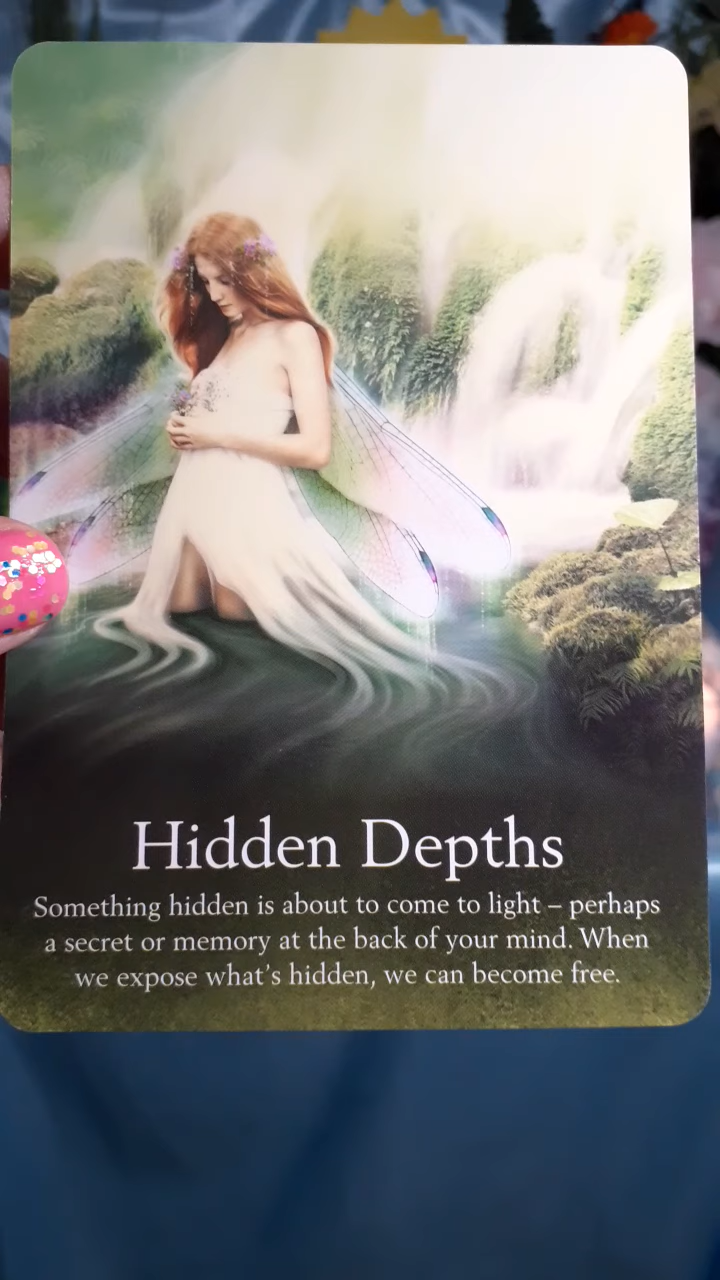 Hidden Depths
Something hidden is about to come to light – perhaps
a secret or memory at the back of your mind. When
we expose what's hidden, we can become free.